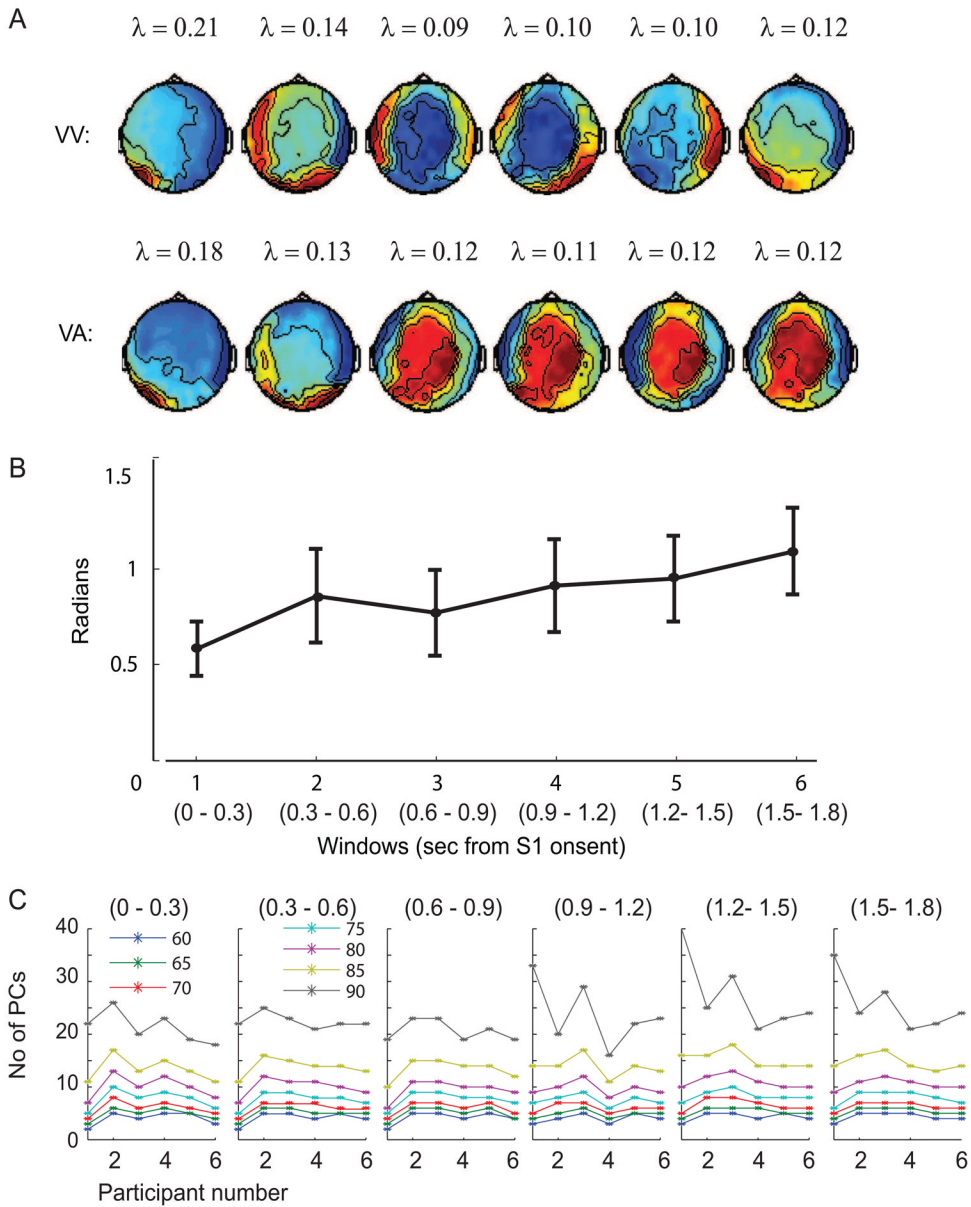 A
λ = 0.21 λ = 0.14 λ = 0.09 λ = 0.10 λ = 0.10 λ = 0.12
VV:
λ = 0.18 λ = 0.13 λ = 0.12 λ = 0.11 λ = 0.12 λ = 0.12
VA:
B
1.5
1
0.5
0
Radians
1 2 3 4 5 6
(0 - 0.3) (0.3 - 0.6) (0.6 - 0.9) (0.9 - 1.2) (1.2- 1.5) (1.5- 1.8)
Windows (sec from S1 onsent)
C
(0 - 0.3) (0.3 - 0.6) (0.6 - 0.9) (0.9 - 1.2) (1.2- 1.5) (1.5- 1.8)
60
65
70
75
80
85
90
40
30
20
10
0
No of PCs
2 4 6 2 4 6 2 4 6 2 4 6 2 4 6 2 4 6
Participant number